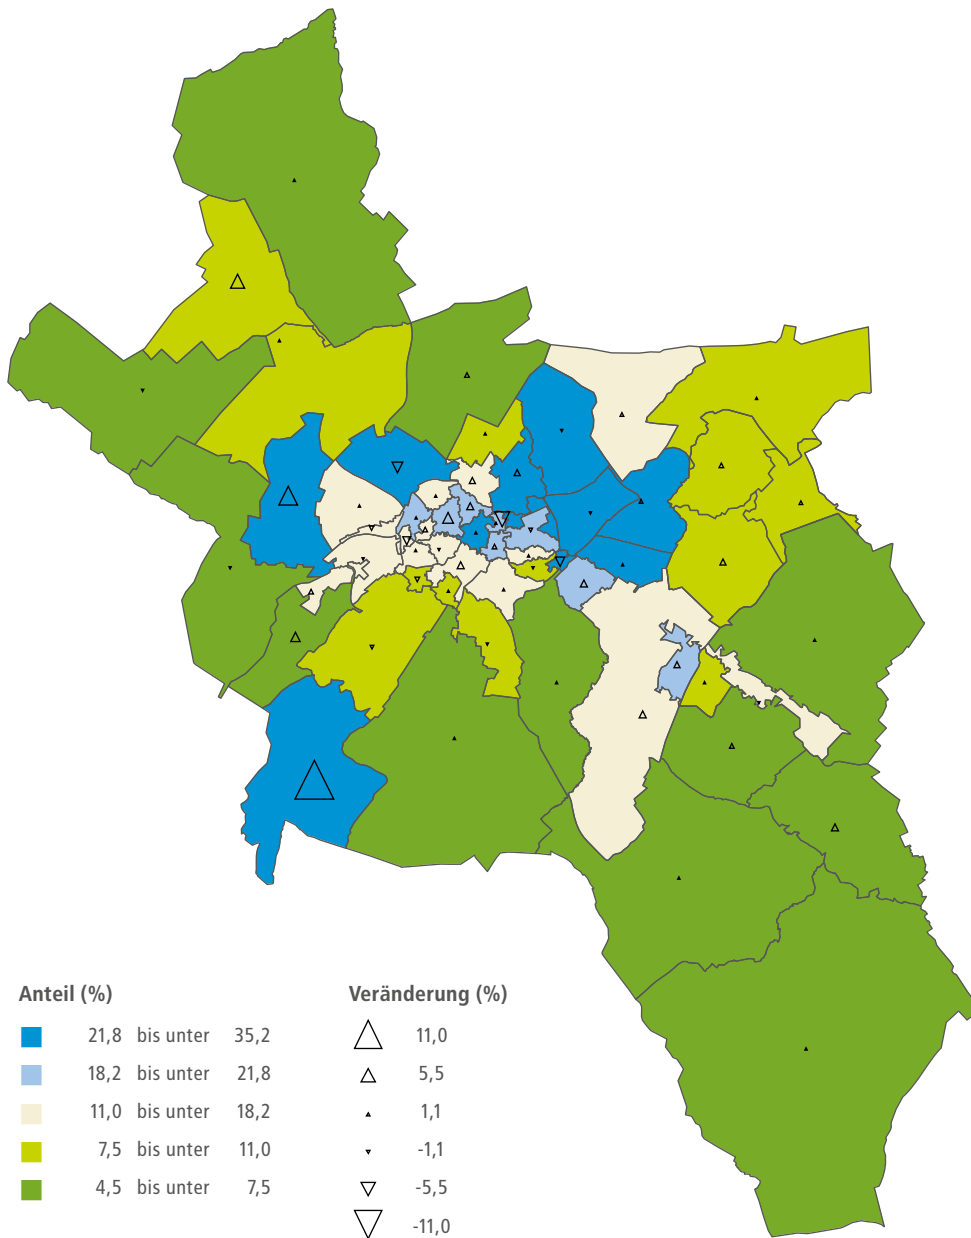 Anteil (%)
21,8 bis unter 35,2
18,2 bis unter 21,8
11,0 bis unter 18,2
7,5 bis unter 11,0
4,5 bis unter 7,5
Veränderung (%)
11,0
5,5
1,1
-1,1
-5,5
-11,0